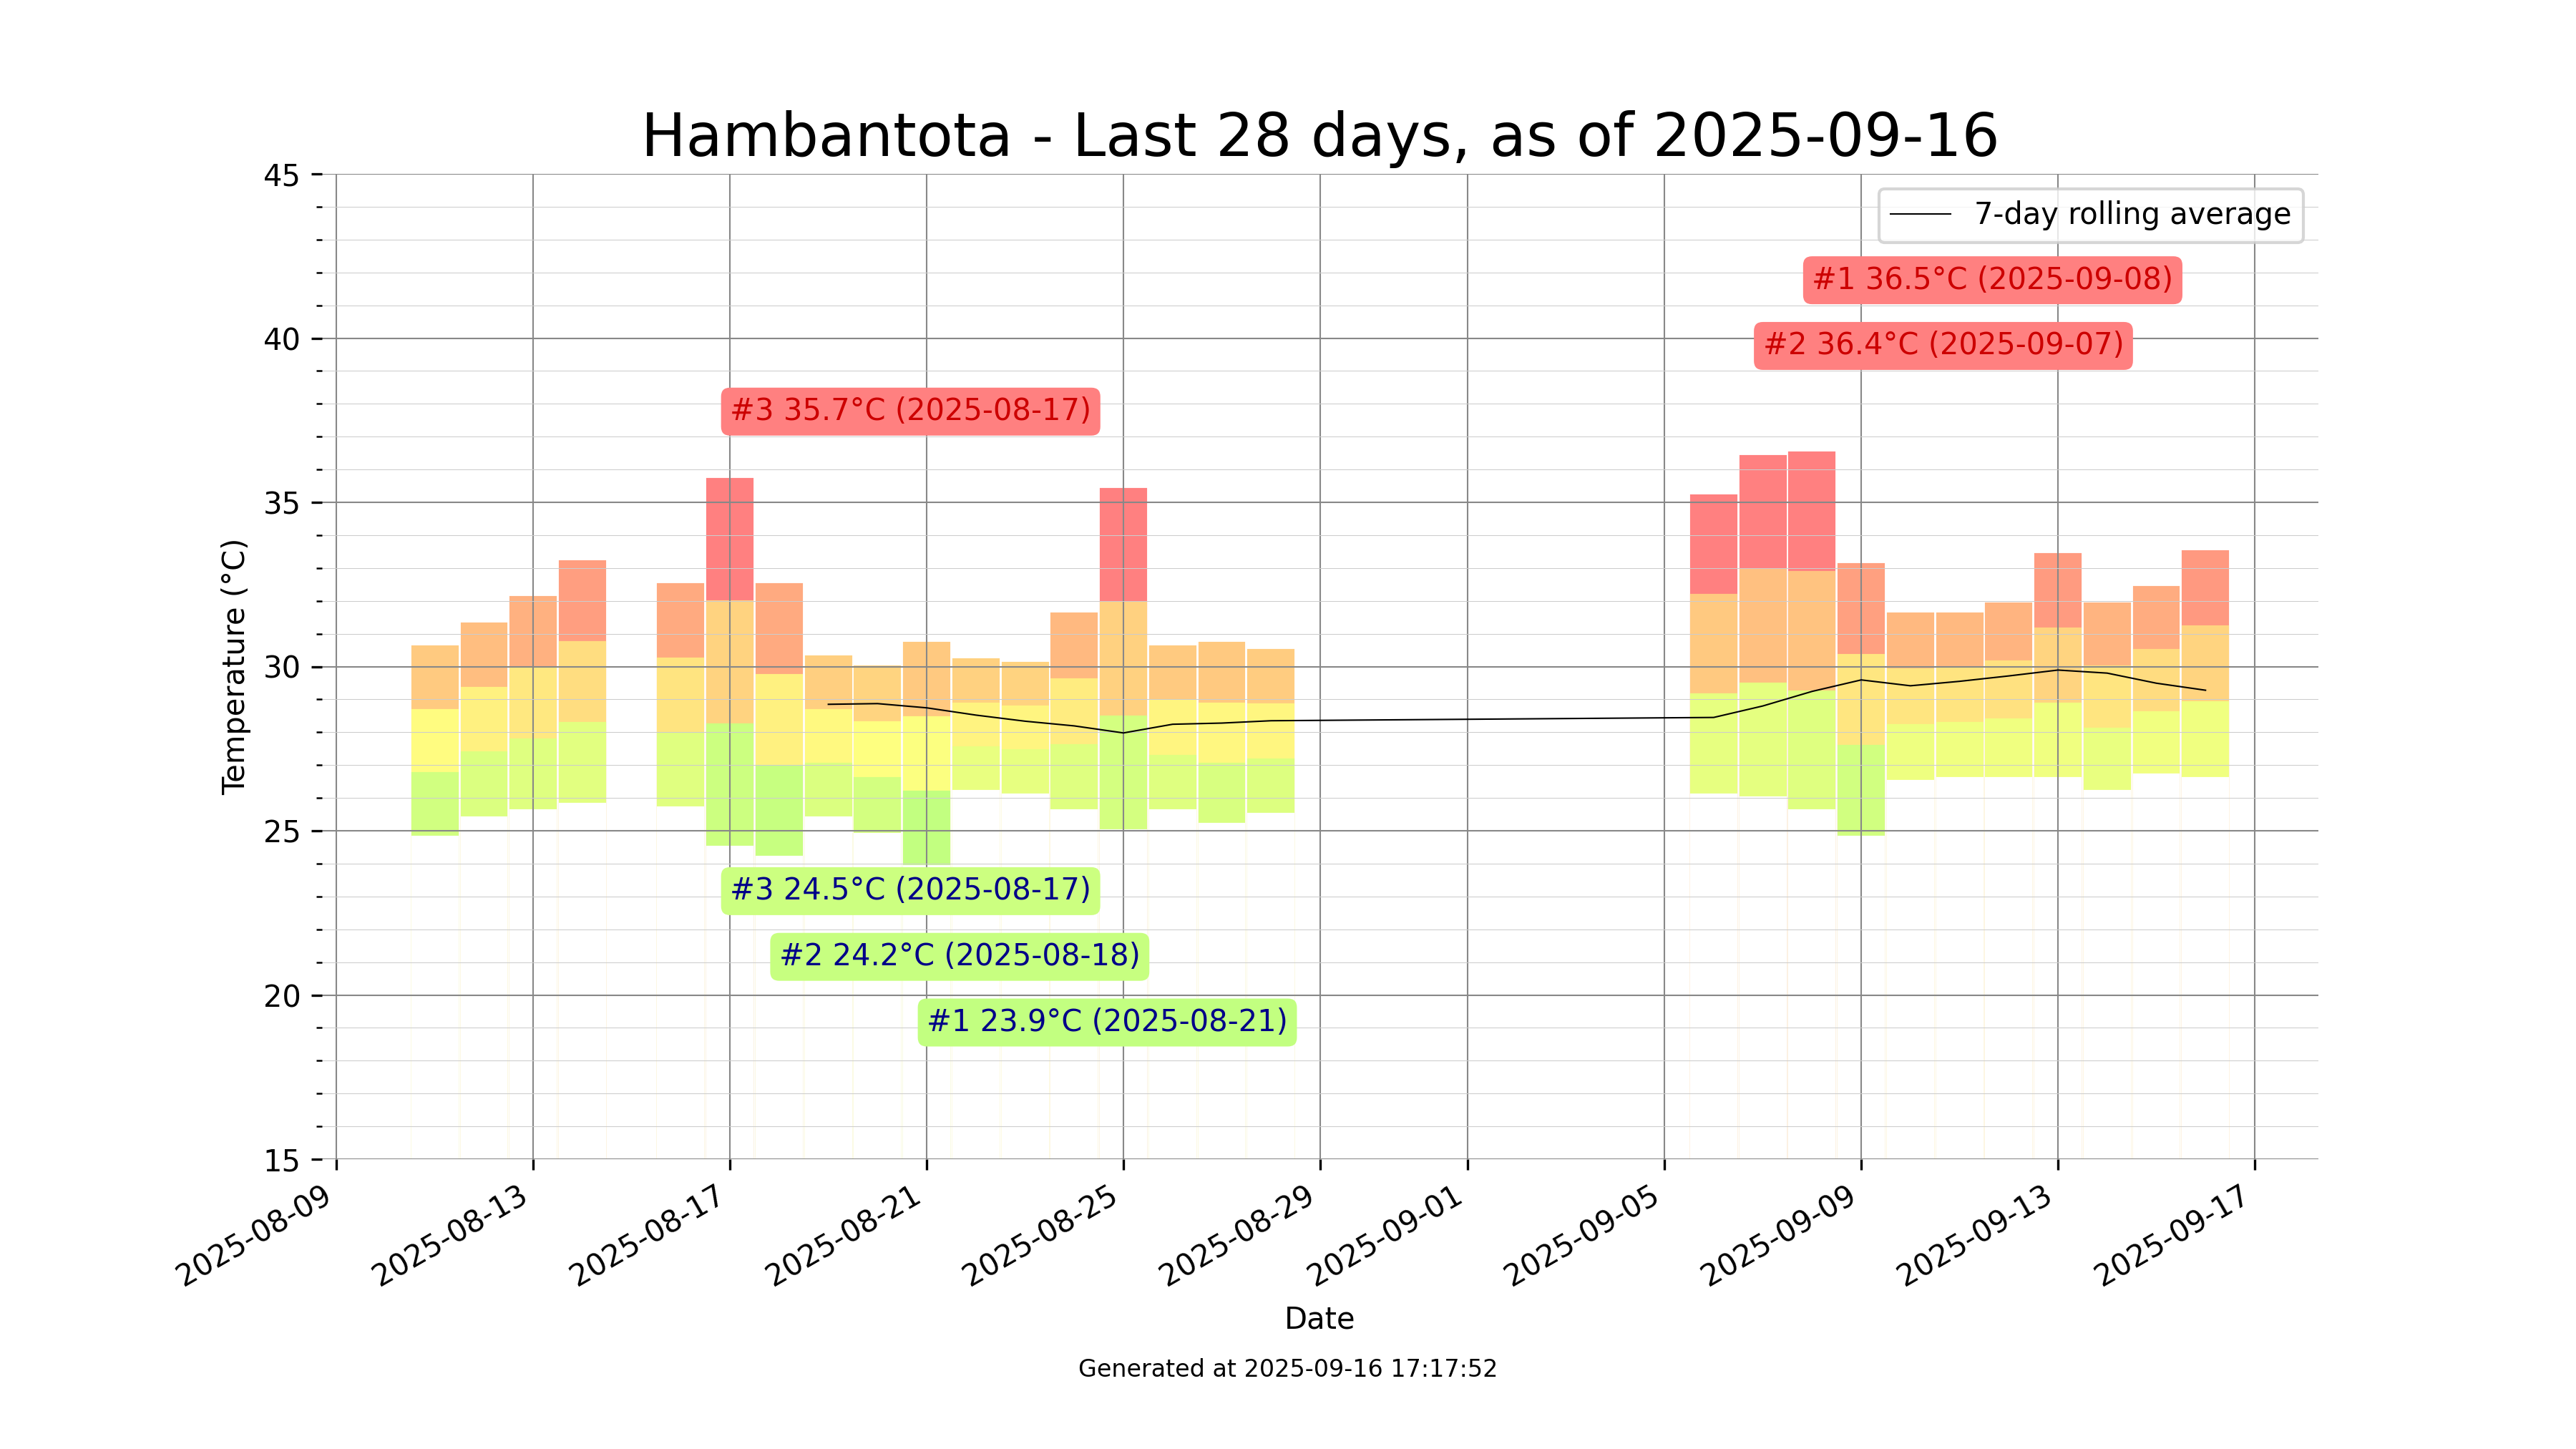 Hambantota - Last 28 days, as of 2025-09-16
45
40
35
30
25
20
15
Temperature (°C)
7-day rolling average
#1 36.5°C (2025-09-08)
#2 36.4°C (2025-09-07)
#3 35.7°C (2025-08-17)
#3 24.5°C (2025-08-17)
#2 24.2°C (2025-08-18)
#1 23.9°C (2025-08-21)
2025-08-09
2025-08-13
2025-08-17
2025-08-21
2025-08-25
2025-08-29
2025-09-01
2025-09-05
2025-09-09
2025-09-13
2025-09-17
Date
Generated at 2025-09-16 17:17:52